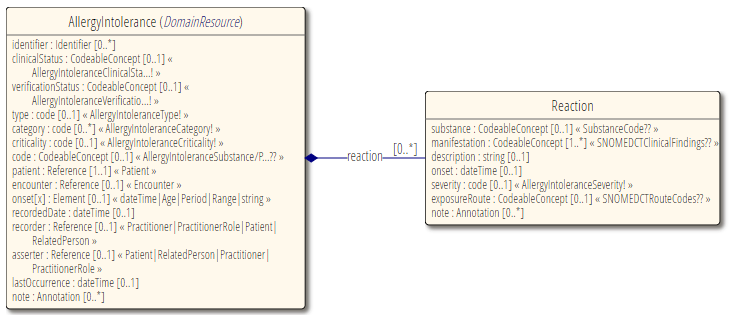 AllergyIntolerance (DomainResource)
identifier : Identifier [0..*]
clinicalStatus : CodeableConcept [0..1] «
AllergyIntoleranceClinicalSta...! »
verificationStatus : CodeableConcept [0..1] «
AllergyIntoleranceVerificatio...! »
type : code [0..1] « AllergyIntoleranceType! »
category : code [0..*] « AllergyIntoleranceCategory! »
criticality : code [0..1] « AllergyIntoleranceCriticality! »
code : CodeableConcept [0..1] « AllergyIntoleranceSubstance/P...?? »
patient : Reference [1..1] « Patient »
encounter : Reference [0..1] « Encounter »
onset[x] : Element [0..1] « dateTime|Age|Period|Range|string »
recordedDate : dateTime [0..1]
recorder : Reference [0..1] « Practitioner|PractitionerRole|Patient|
RelatedPerson »
asserter : Reference [0..1] « Patient|RelatedPerson|Practitioner|
PractitionerRole »
lastOccurrence : dateTime [0..1]
note : Annotation [0..*]
reaction
[0..*]
Reaction
substance : CodeableConcept [0..1] « SubstanceCode?? »
manifestation : CodeableConcept [1..*] « SNOMEDCTClinicalFindings?? »
description : string [0..1]
onset : dateTime [0..1]
severity : code [0..1] « AllergyIntoleranceSeverity! »
exposureRoute : CodeableConcept [0..1] « SNOMEDCTRouteCodes?? »
note : Annotation [0..*]